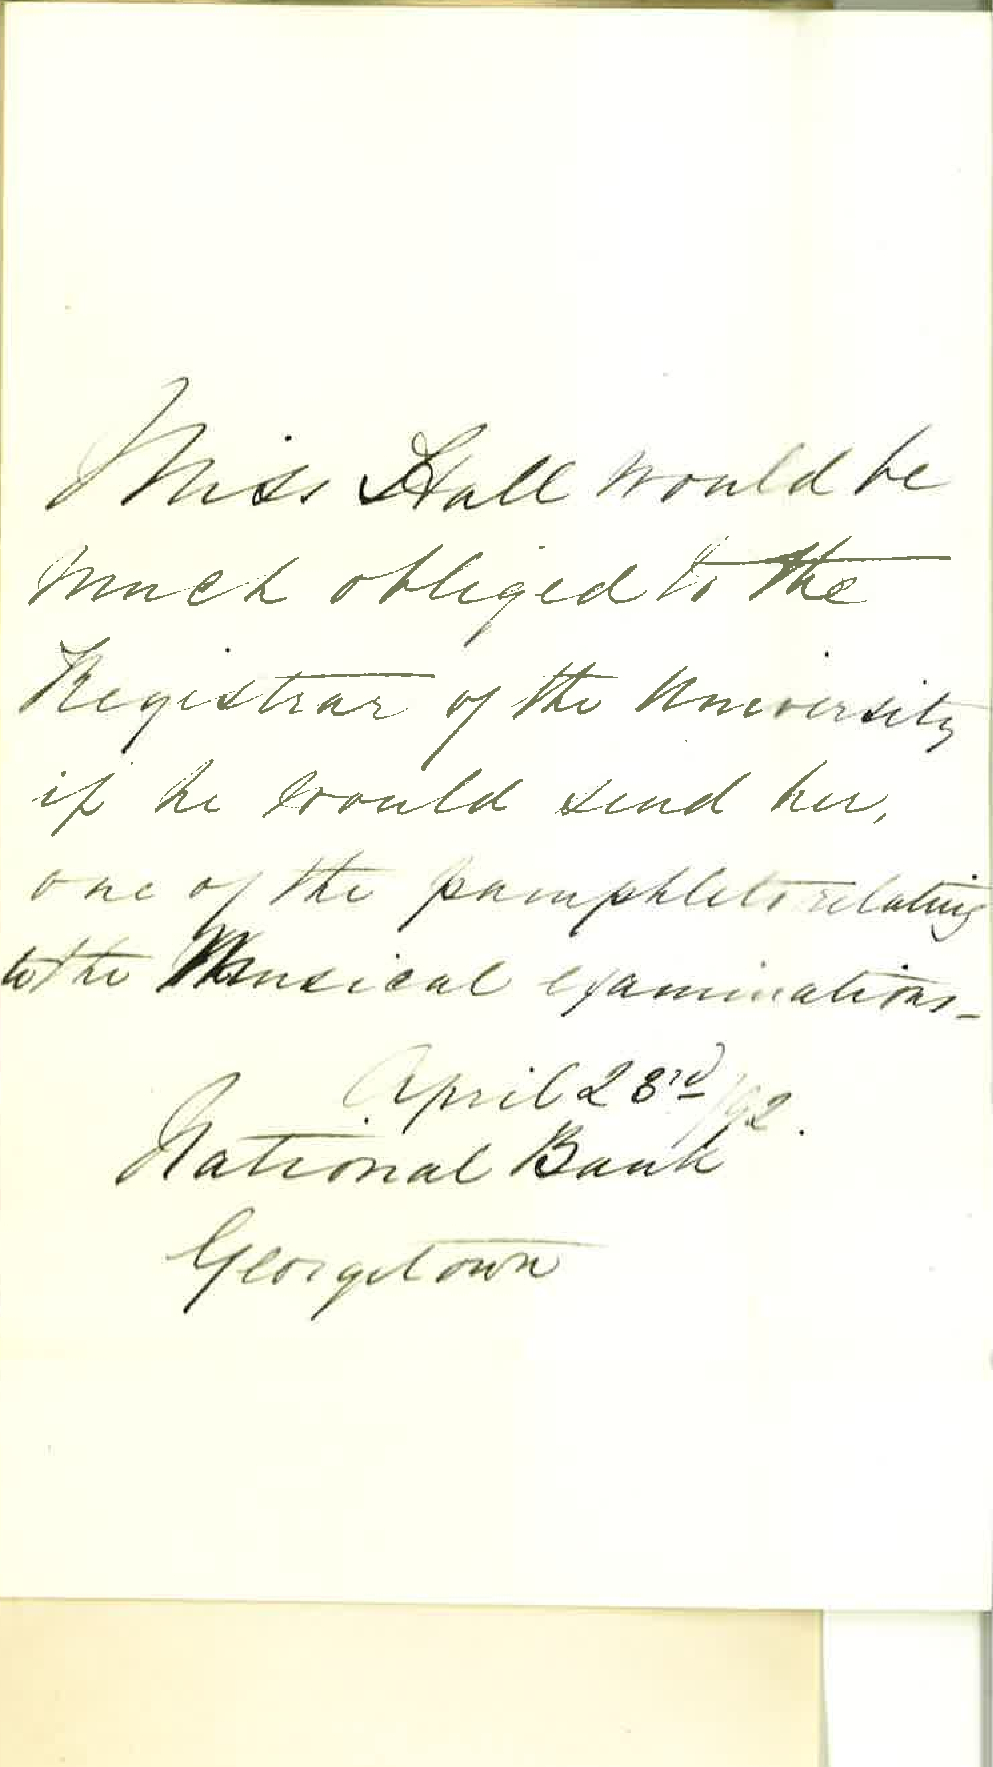 Miss Hall would be
much obliged to the
Registrar of the University
if he would send her,
one of the pamphlets relating
to the Musical examinations -
April 23rd/92.
National Bank
Georgetown